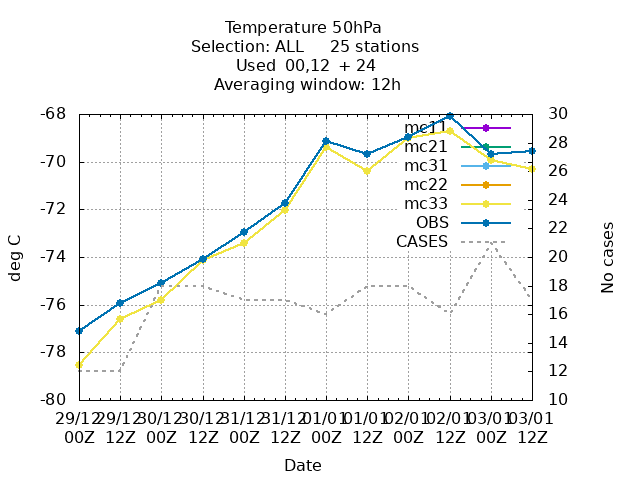 Temperature 50hPa
Selection: ALL 25 stations
Used 00,12 + 24
Averaging window: 12h
-68
-70
-72
-74
-76
-78
-80
30
28
26
24
22
20
18
16
14
12
10
mc11
mc21
mc31
mc22
mc33
OBS
CASES
deg C
No cases
29/12 29/12 30/12 30/12 31/12 31/12 01/01 01/01 02/01 02/01 03/01 03/01
00Z 12Z 00Z 12Z 00Z 12Z 00Z 12Z 00Z 12Z 00Z 12Z
Date